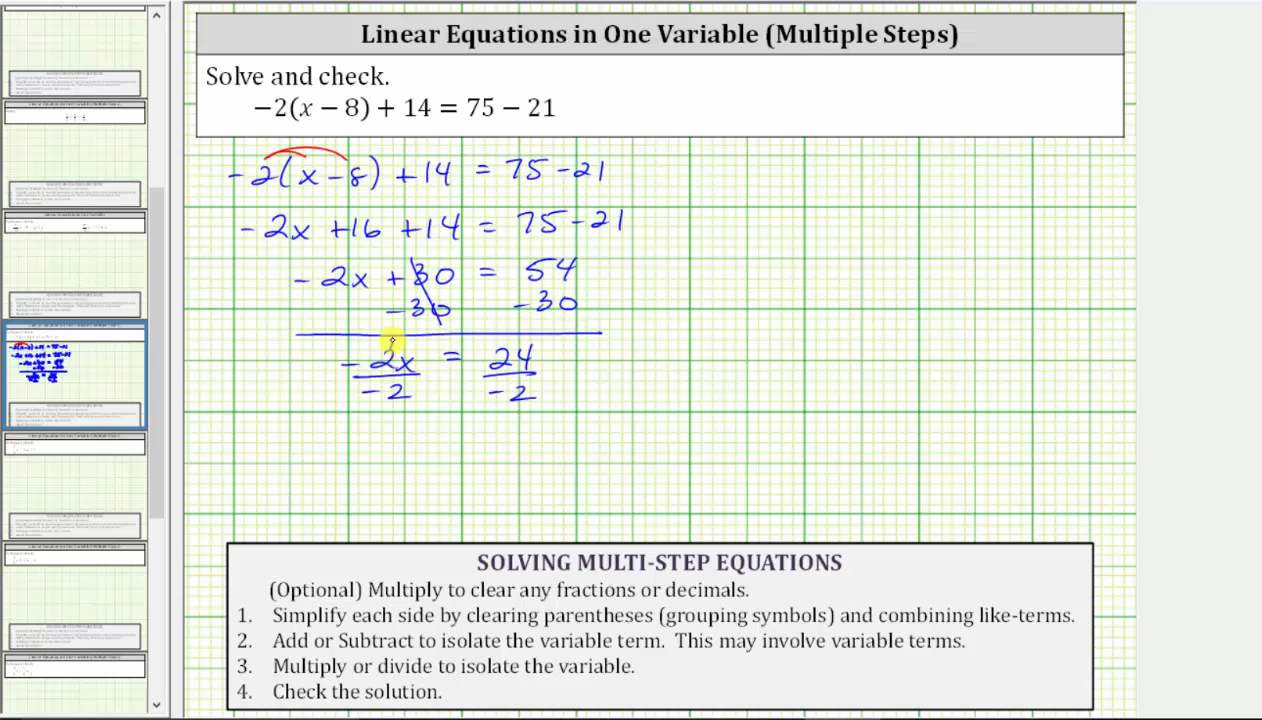 Linear Equations in One Variable (Multiple Steps)
Solve and check.
−2(x − 8) + 14 = 75 − 21
-2(x-8) +14 = 75-21
-2x +16 +14 = 75-21
-2x +30 = 54
-30 -30
-2x = 24
-2 -2
SOLVING MULTI-STEP EQUATIONS
(Optional) Multiply to clear any fractions or decimals.
1. Simplify each side by clearing parentheses (grouping symbols) and combining like-terms.
2. Add or Subtract to isolate the variable term. This may involve variable terms.
3. Multiply or divide to isolate the variable.
4. Check the solution.